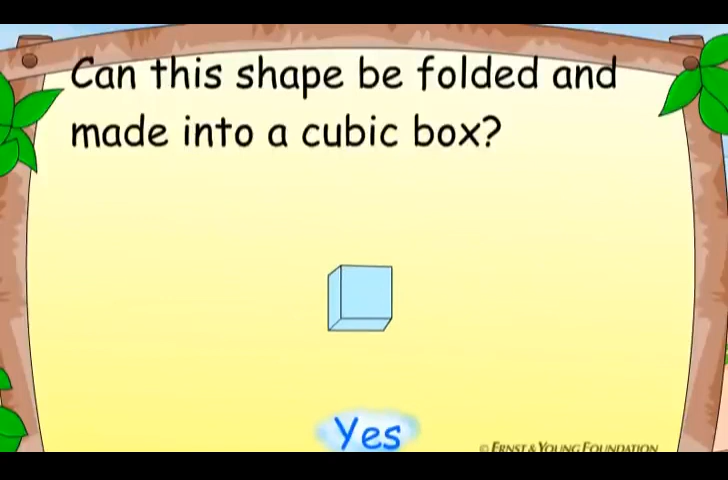 Can this shape be folded and
made into a cubic box?
Yes
© ERNST & YOUNG FOUNDATION